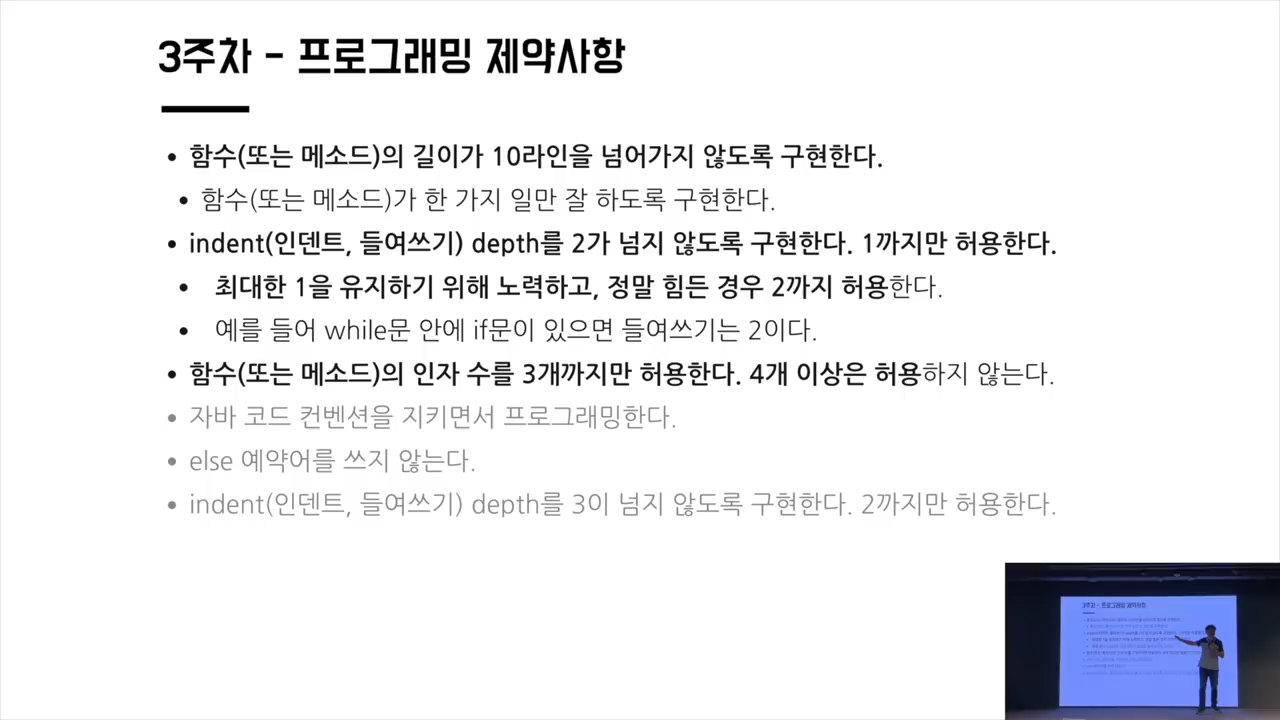 3주차 - 프로그래밍 제약사항
• 함수(또는 메소드)의 길이가 10라인을 넘어가지 않도록 구현한다.
• 함수(또는 메소드)가 한 가지 일만 잘 하도록 구현한다.
• indent(인덴트, 들여쓰기) depth를 2가 넘지 않도록 구현한다. 1까지만 허용한다.
• 최대한 1을 유지하기 위해 노력하고, 정말 힘든 경우 2까지 허용한다.
• 예를 들어 while문 안에 if문이 있으면 들여쓰기는 2이다.
• 함수(또는 메소드)의 인자 수를 3개까지만 허용한다. 4개 이상은 허용하지 않는다.
• 자바 코드 컨벤션을 지키면서 프로그래밍한다.
• else 예약어를 쓰지 않는다.
• indent(인덴트, 들여쓰기) depth를 3이 넘지 않도록 구현한다. 2까지만 허용한다.
3주차 - 프로그래밍 제약사항